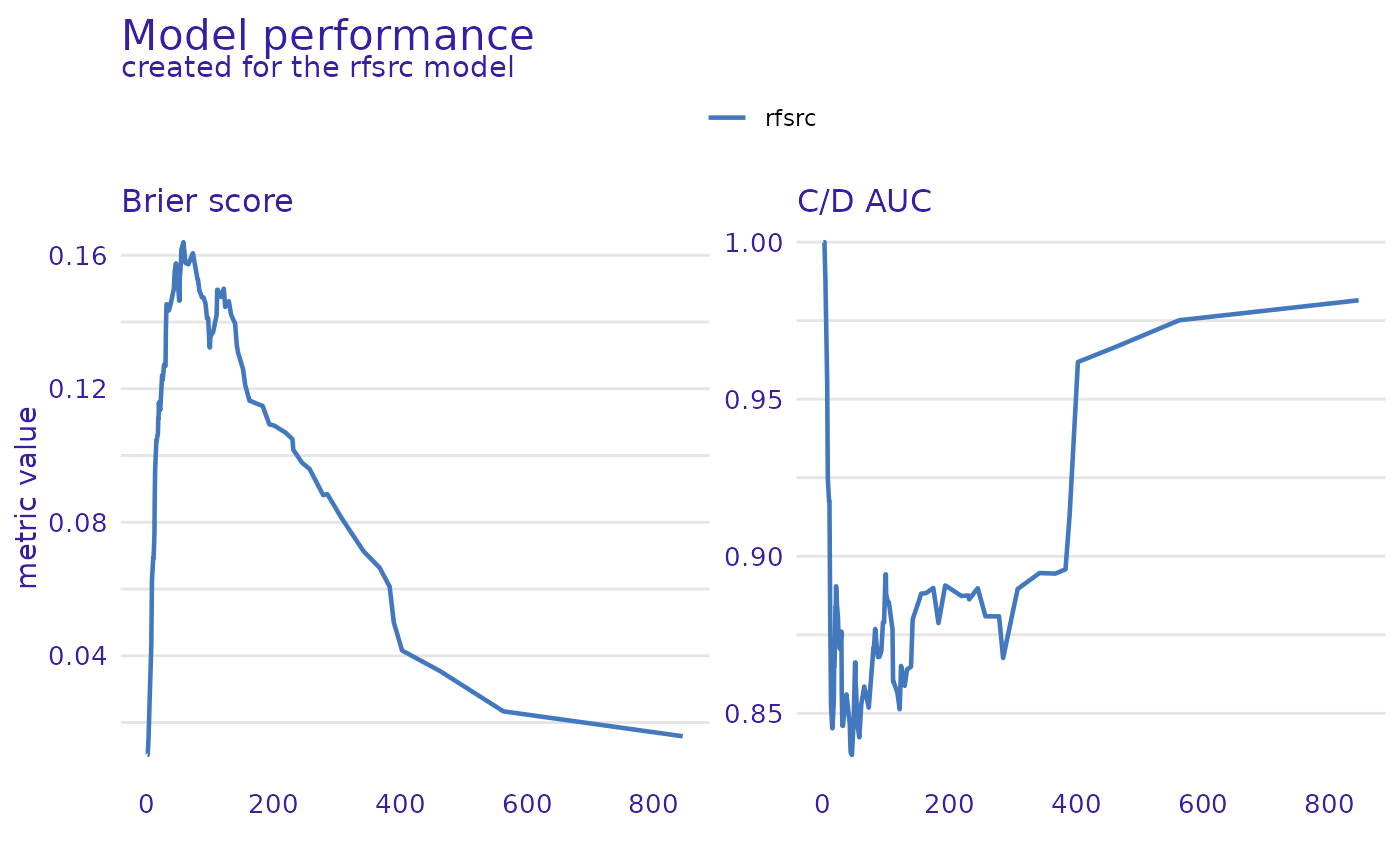 Model performance
created for the rfsrc model
rfsrc
Brier score
C/D AUC
metric value
0.16
0.12
0.08
0.04
0 200 400 600 800
1.00
0.95
0.90
0.85
0 200 400 600 800